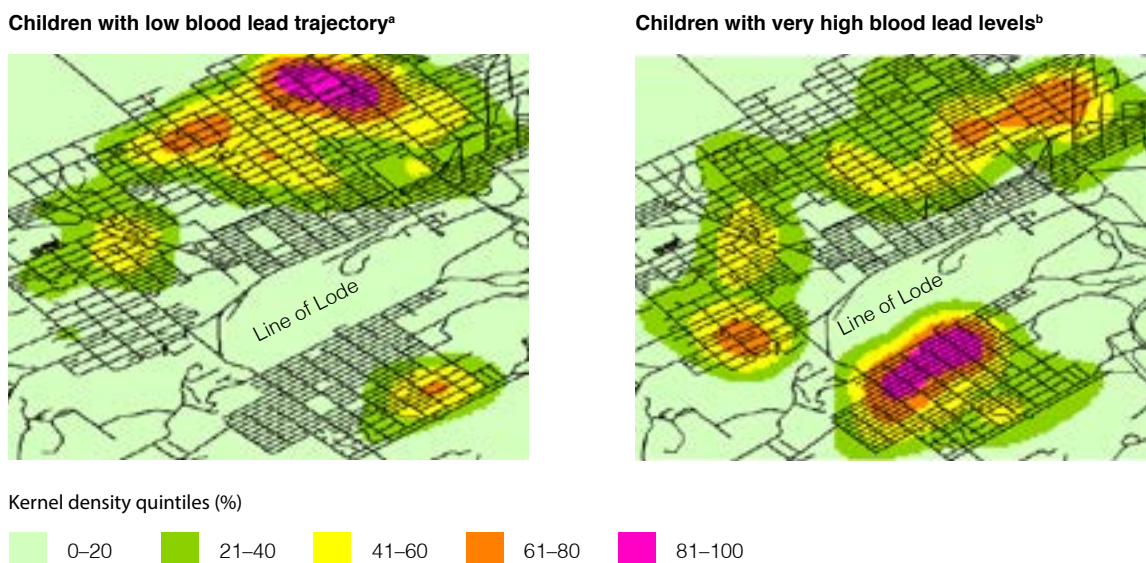 Children with low blood lead trajectoryᵃ
Children with very high blood lead levelsᵇ
Line of Lode
Line of Lode
Kernel density quintiles (%)
0–20
21–40
41–60
61–80
81–100